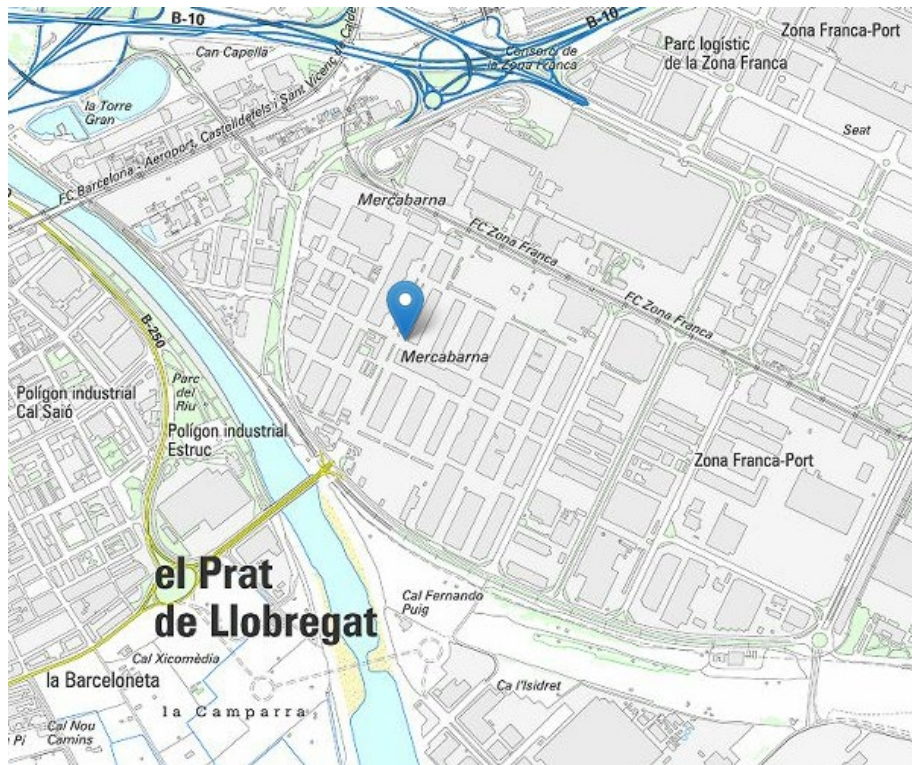 B-10
B-10
Zona Franca-Port
Can Capellà
Consorci de
la Zona Franca
Parc logístic
de la Zona Franca
la Torre
Gran
Seat
FC Barcelona - Aeroport, Castelldefels i Sant Vicenç de Calde
Mercabarna
FC Zona Franca
FC Zona Franca
B-250
Mercabarna
Parc
del
Riu
Polígon industrial
Cal Saió
Polígon industrial
Estruc
Zona Franca-Port
el Prat
de Llobregat
Cal Fernando
Puig
Cal Xicomèdia
la Barceloneta
Ca l'Isidret
la Camparra
Cal Nou
Camins
Pi